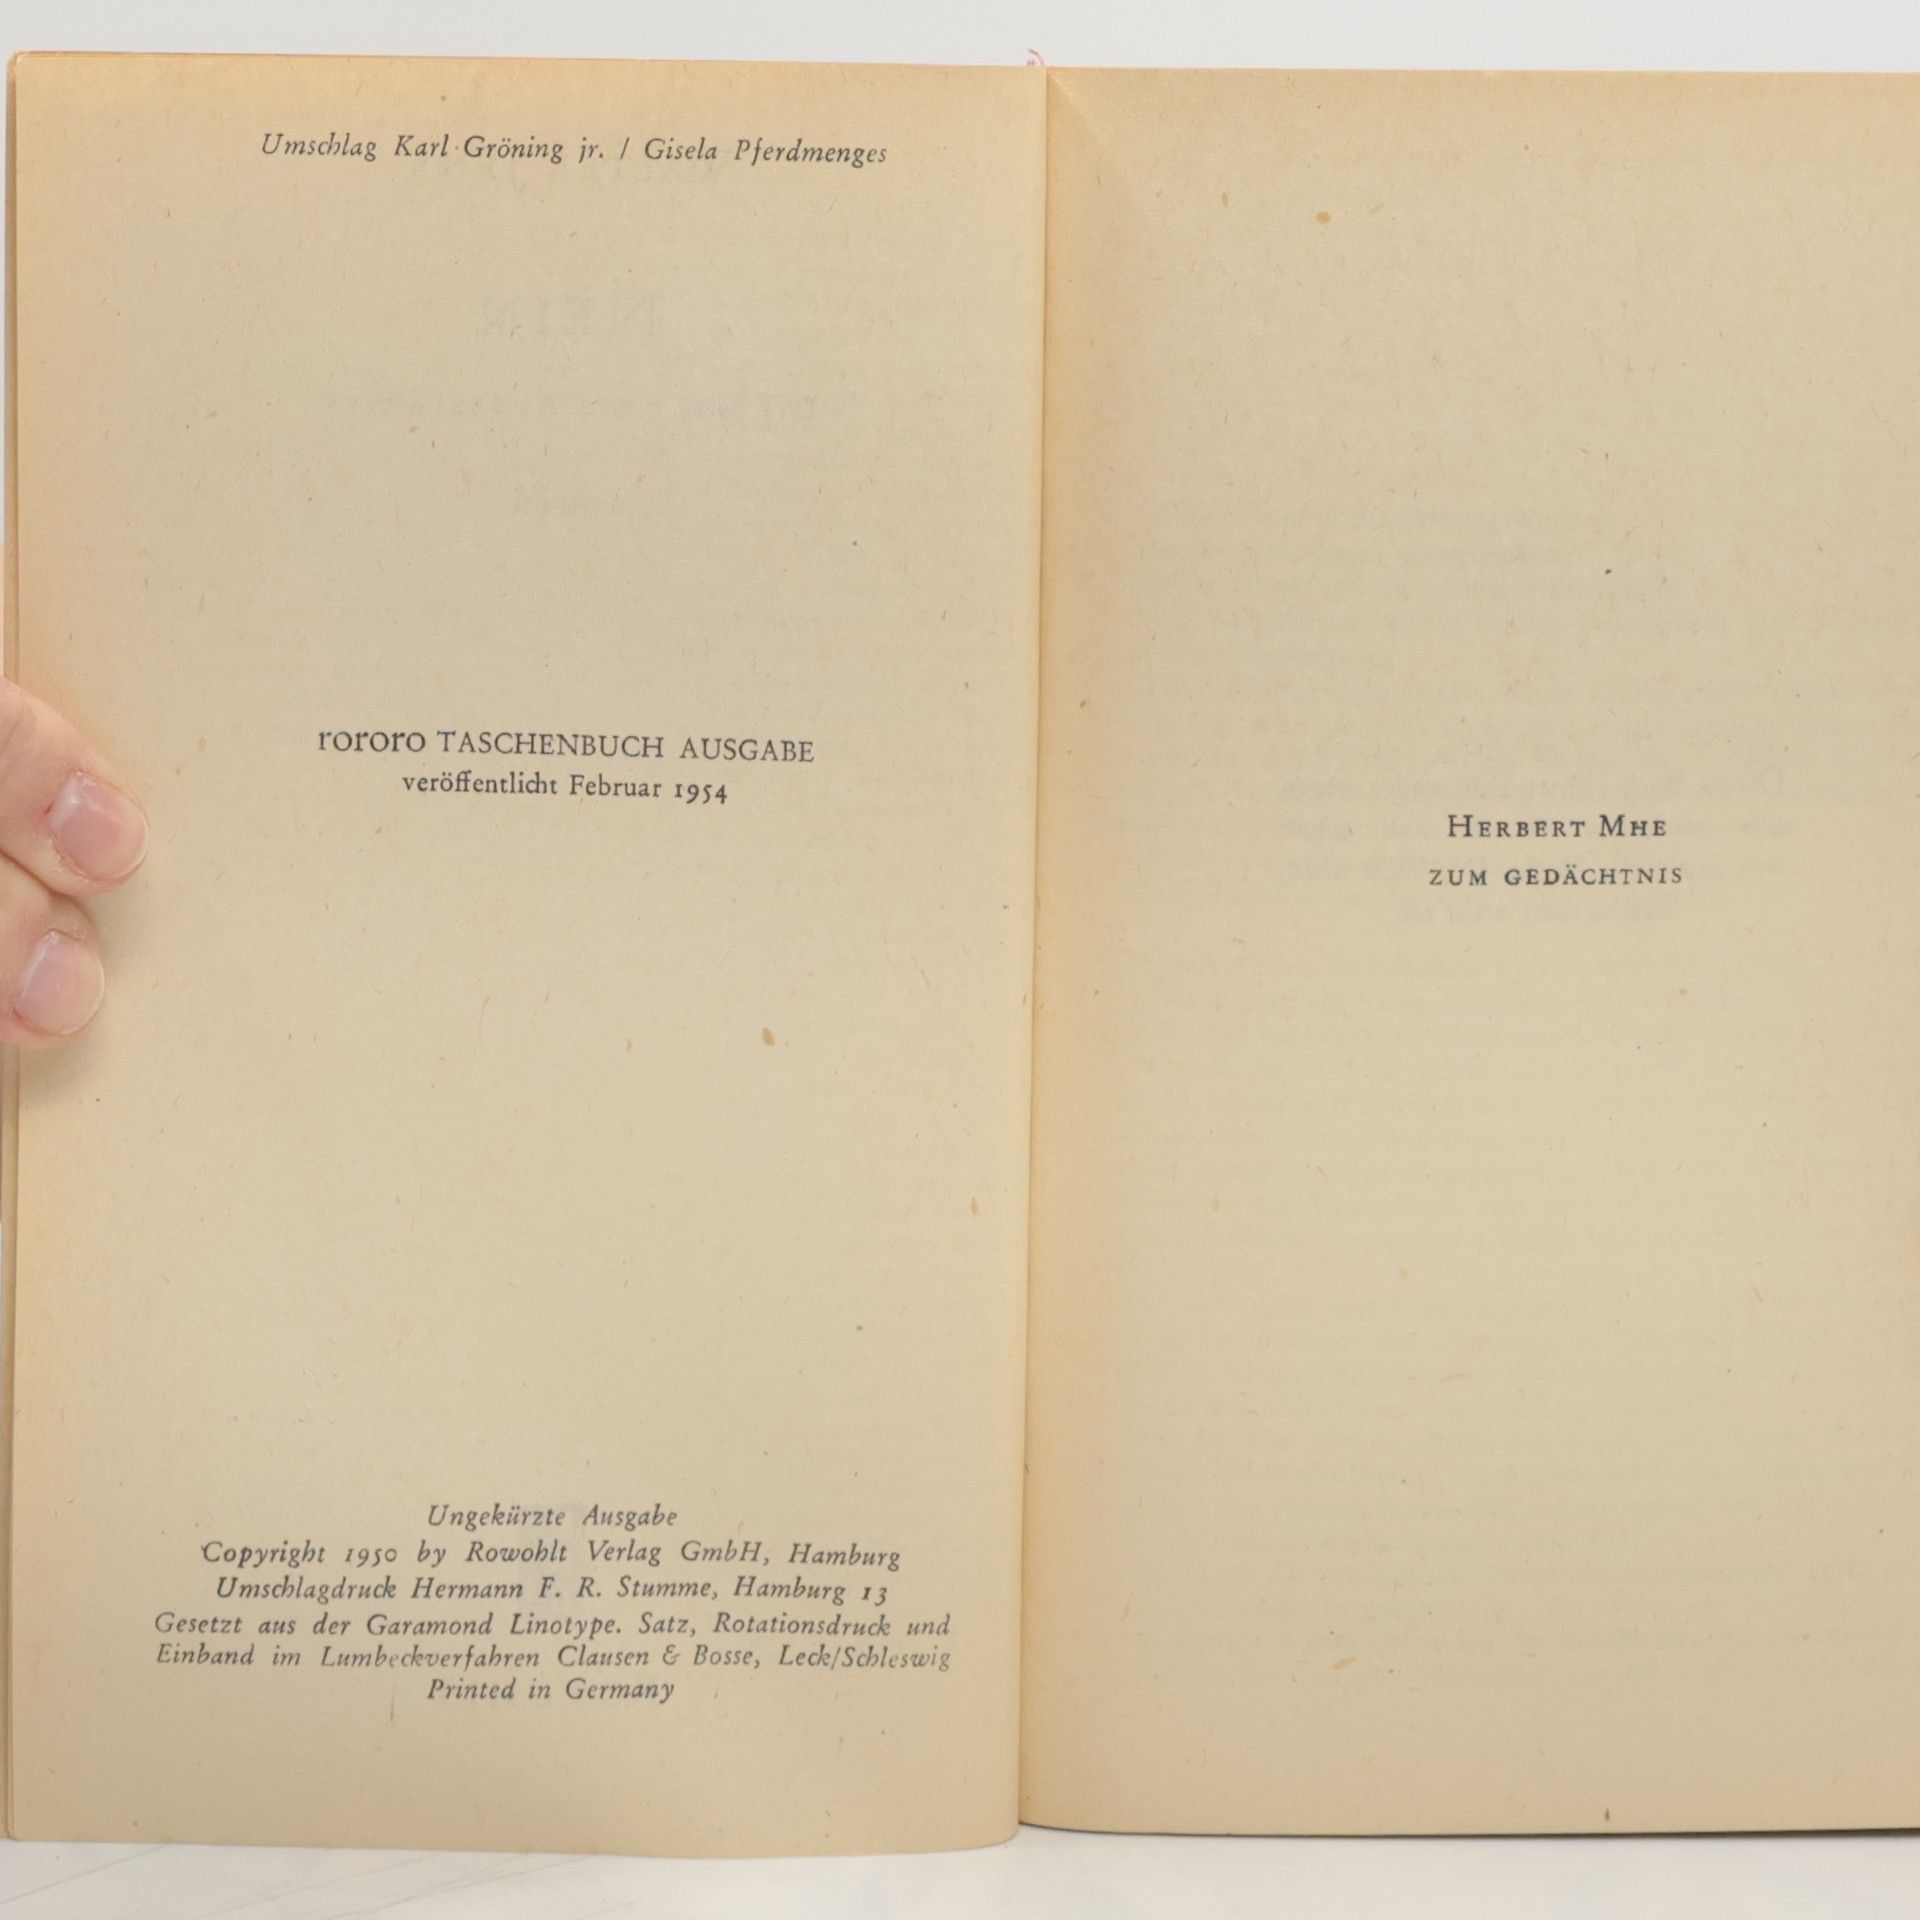 Umschlag Karl Gröning jr. / Gisela Pferdmenges
rororo TASCHENBUCH AUSGABE
veröffentlicht Februar 1954
Ungekürzte Ausgabe
Copyright 1950 by Rowohlt Verlag GmbH, Hamburg
Umschlagdruck Hermann F. R. Stumme, Hamburg 13
Gesetzt aus der Garamond Linotype. Satz, Rotationsdruck und
Einband im Lumbeckverfahren Clausen & Bosse, Leck/Schleswig
Printed in Germany
HERBERT MHE
ZUM GEDÄCHTNIS